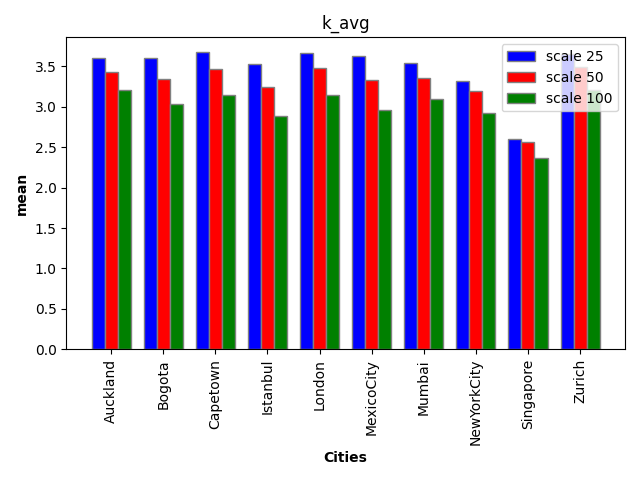 k_avg
scale 25
scale 50
scale 100
mean
3.5
3.0
2.5
2.0
1.5
1.0
0.5
0.0
Auckland
Bogota
Capetown
Istanbul
London
MexicoCity
Mumbai
NewYorkCity
Singapore
Zurich
Cities